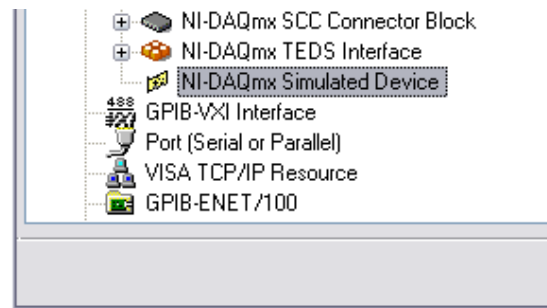 NI-DAQmx SCC Connector Block
NI-DAQmx TEDS Interface
NI-DAQmx Simulated Device
488
GPIB-VXI Interface
Port (Serial or Parallel)
VISA TCP/IP Resource
GPIB-ENET/100